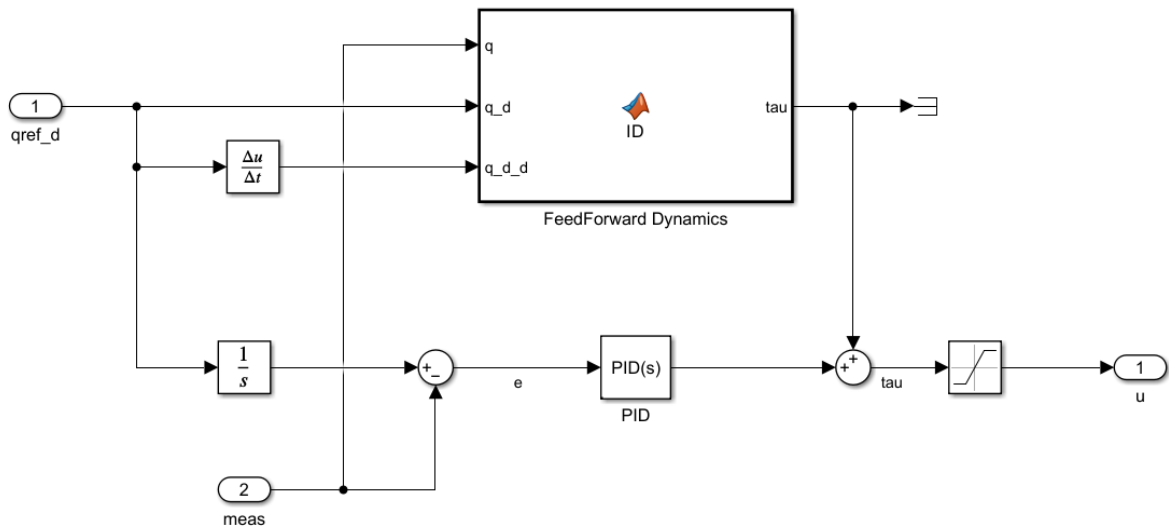 q
1
qref_d
q_d
ID
tau
Δu
Δt
q_d_d
FeedForward Dynamics
1
s
+
−
e
PID(s)
PID
+
+
tau
1
u
2
meas